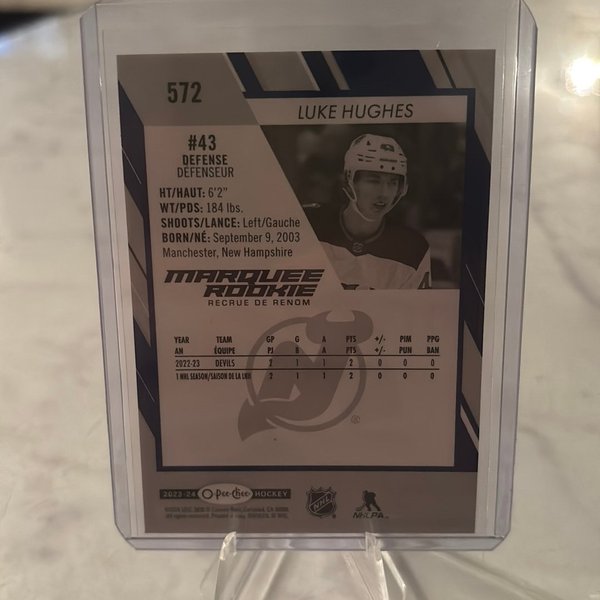 572
LUKE HUGHES
#43
DEFENSE
DEFENSEUR
HT/HAUT: 6'2"
WT/PDS: 184 lbs.
SHOOTS/LANCE: Left/Gauche
BORN/NÉ: September 9, 2003
Manchester, New Hampshire
MARQUEE
ROOKIE
RECRUE DE RENOM
YEAR TEAM GP G A PTS +/- PIM PPG
AN ÉQUIPE PJ B A PTS +/- PUN BAN
2022-23 DEVILS 2 1 1 2 0 0 0
1 NHL SEASON/SAISON DE LA LNH 2 1 1 2 0 0 0
2023-24 O-Pee-Chee HOCKEY
NHL
NHLPA